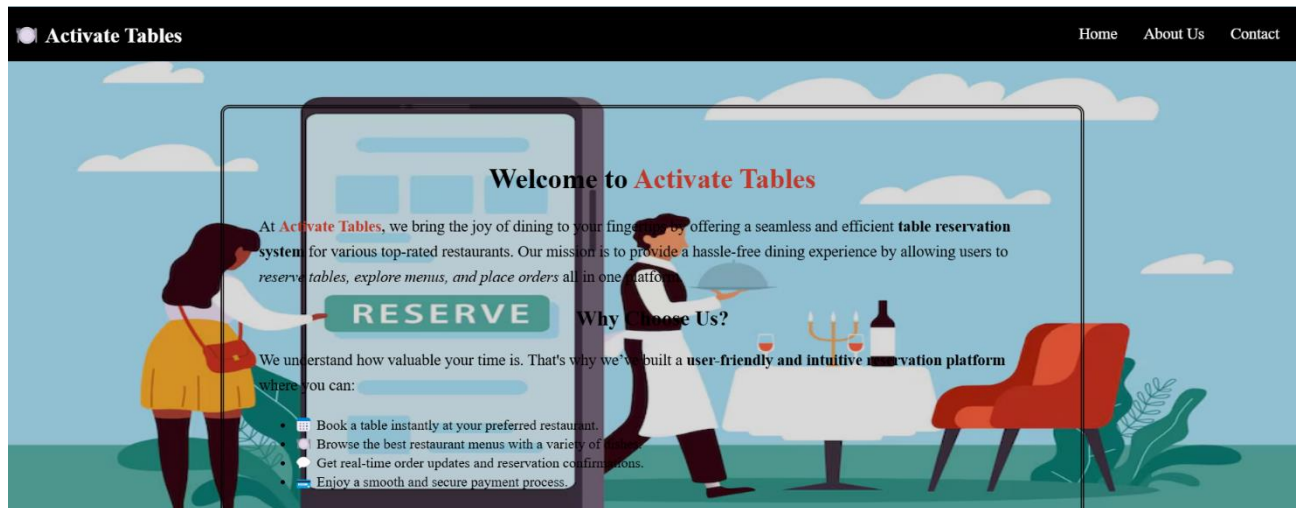 🍽️ Activate Tables
Home About Us Contact
Welcome to Activate Tables
At Activate Tables, we bring the joy of dining to your fingertips by offering a seamless and efficient table reservation
system for various top-rated restaurants. Our mission is to provide a hassle-free dining experience by allowing users to
reserve tables, explore menus, and place orders all in one platform.
RESERVE
Why Choose Us?
We understand how valuable your time is. That's why we've built a user-friendly and intuitive reservation platform
where you can:
• 📅 Book a table instantly at your preferred restaurant.
• 🍽️ Browse the best restaurant menus with a variety of dishes.
• 💬 Get real-time order updates and reservation confirmations.
• 💳 Enjoy a smooth and secure payment process.